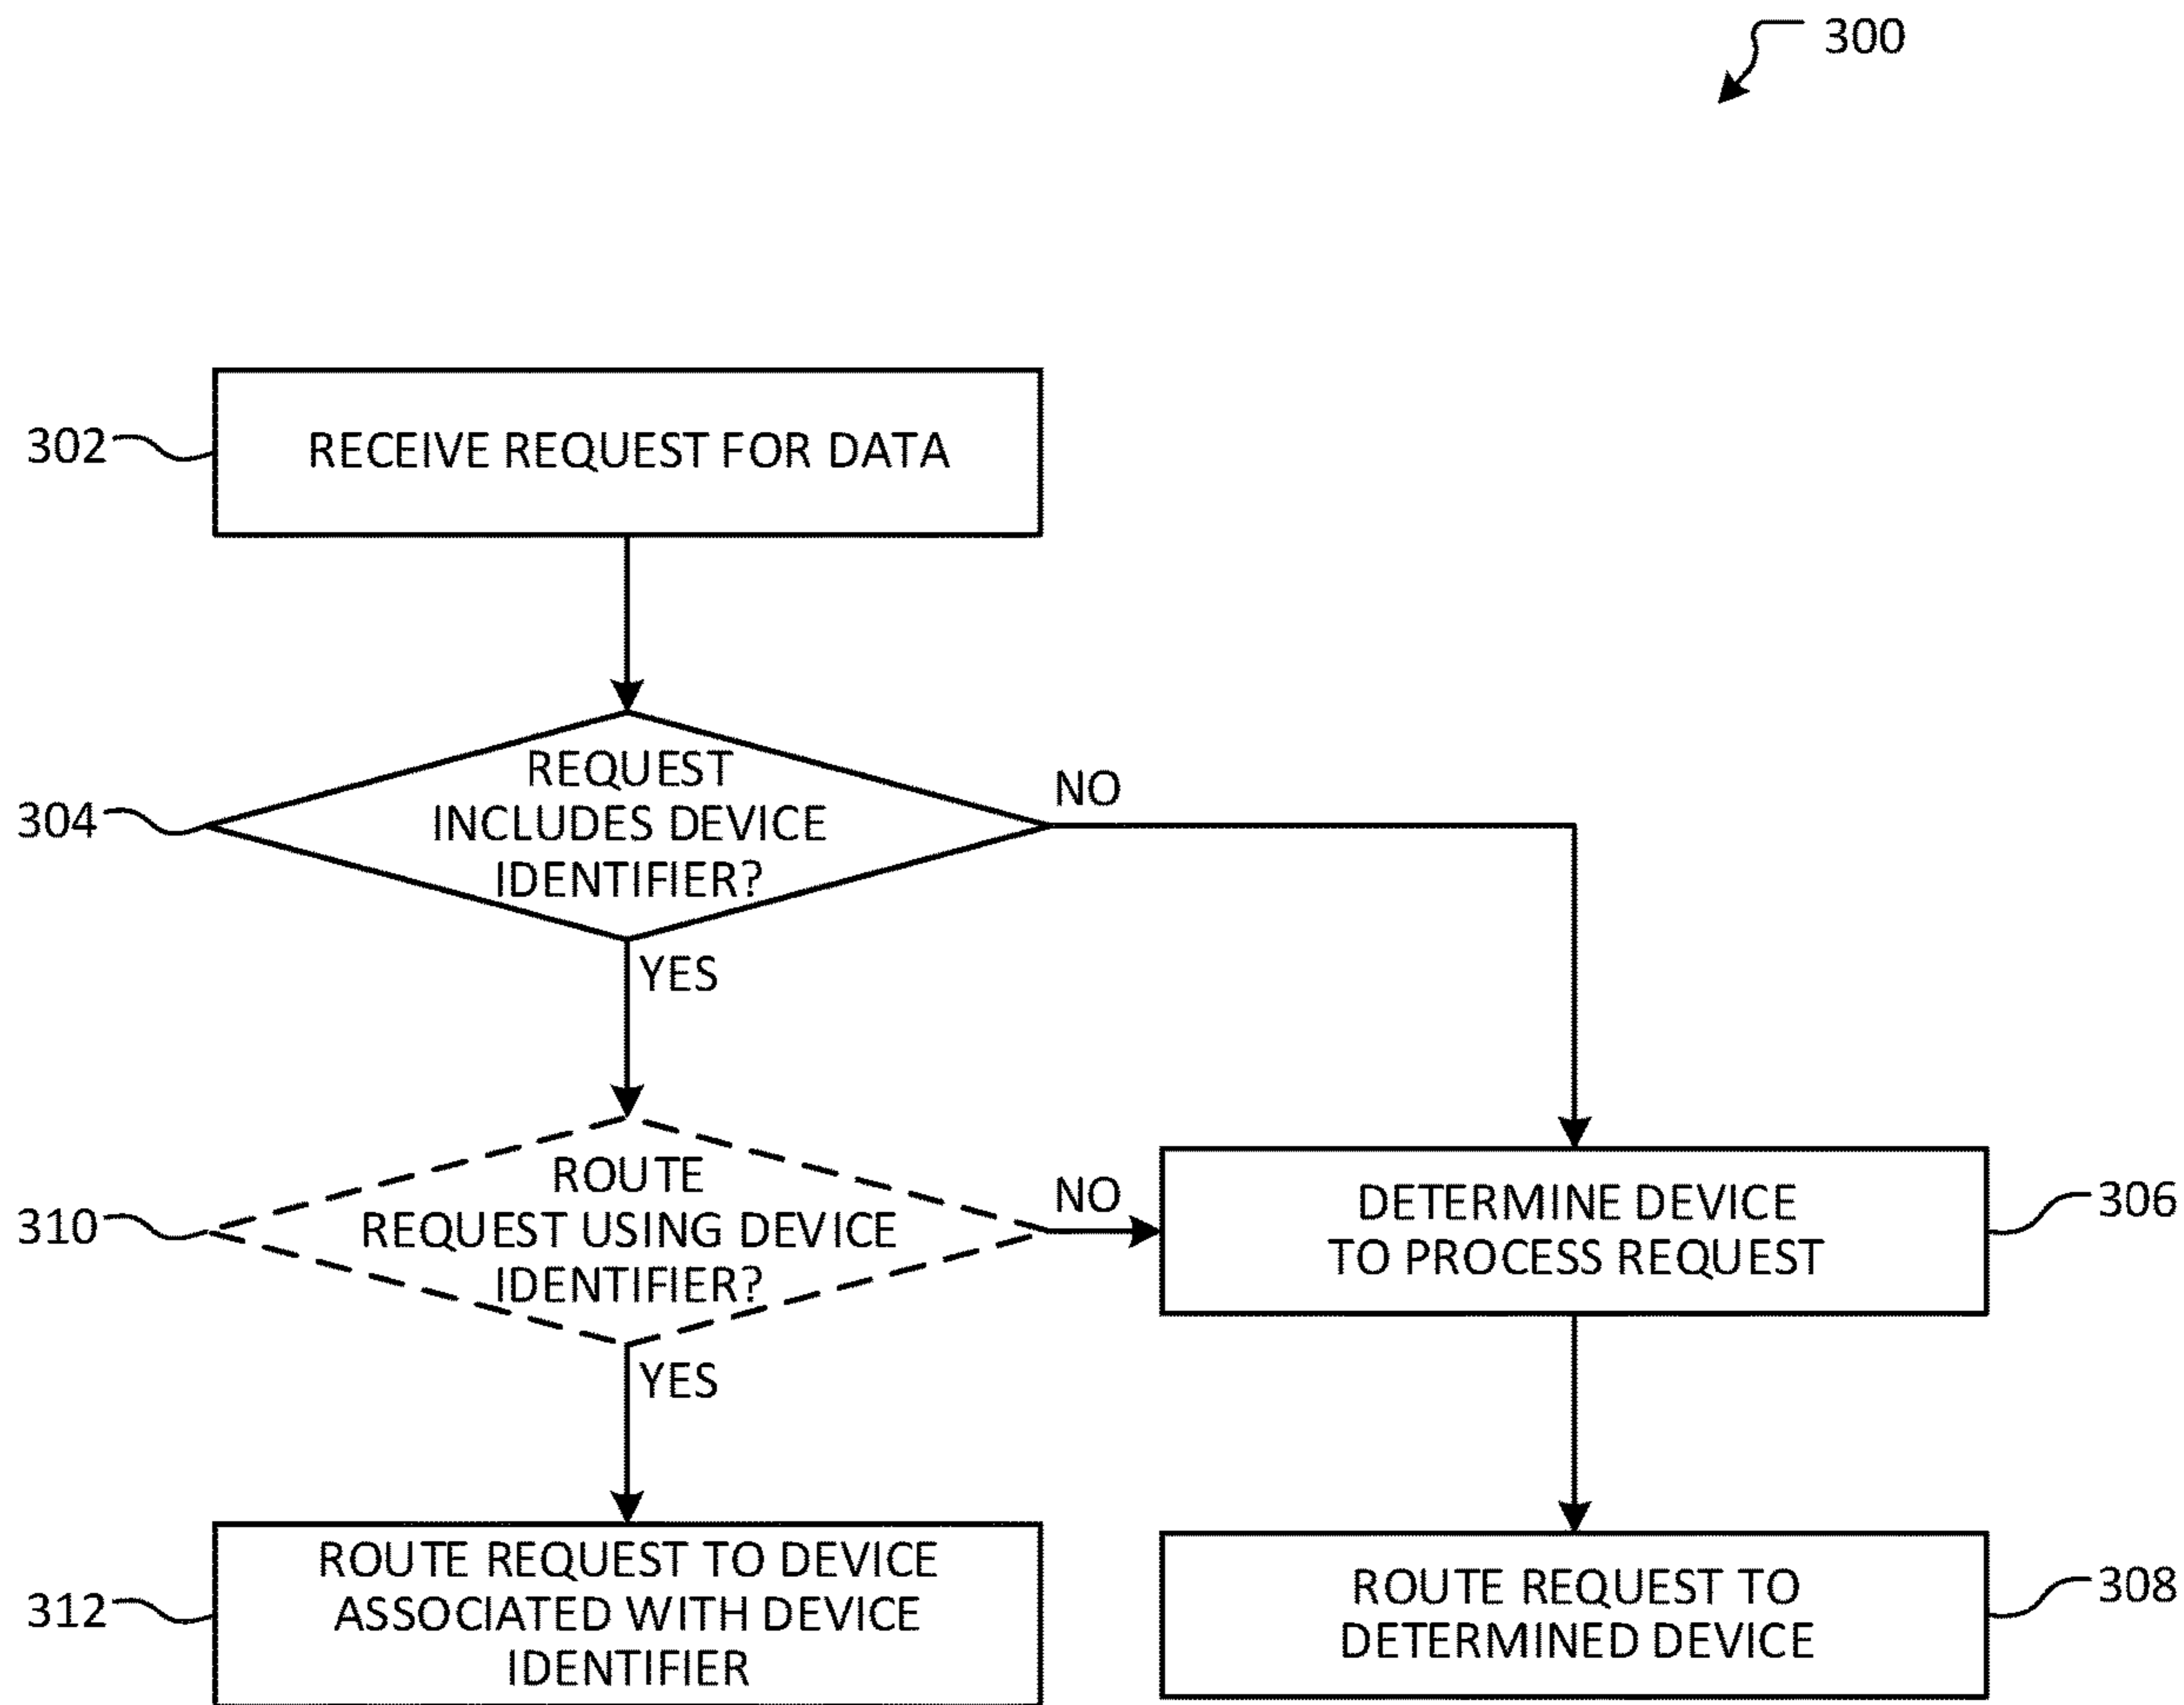 300
302
RECEIVE REQUEST FOR DATA
304
REQUEST
INCLUDES DEVICE
IDENTIFIER?
NO
YES
310
ROUTE
REQUEST USING DEVICE
IDENTIFIER?
NO
YES
DETERMINE DEVICE
TO PROCESS REQUEST
306
312
ROUTE REQUEST TO DEVICE
ASSOCIATED WITH DEVICE
IDENTIFIER
ROUTE REQUEST TO
DETERMINED DEVICE
308